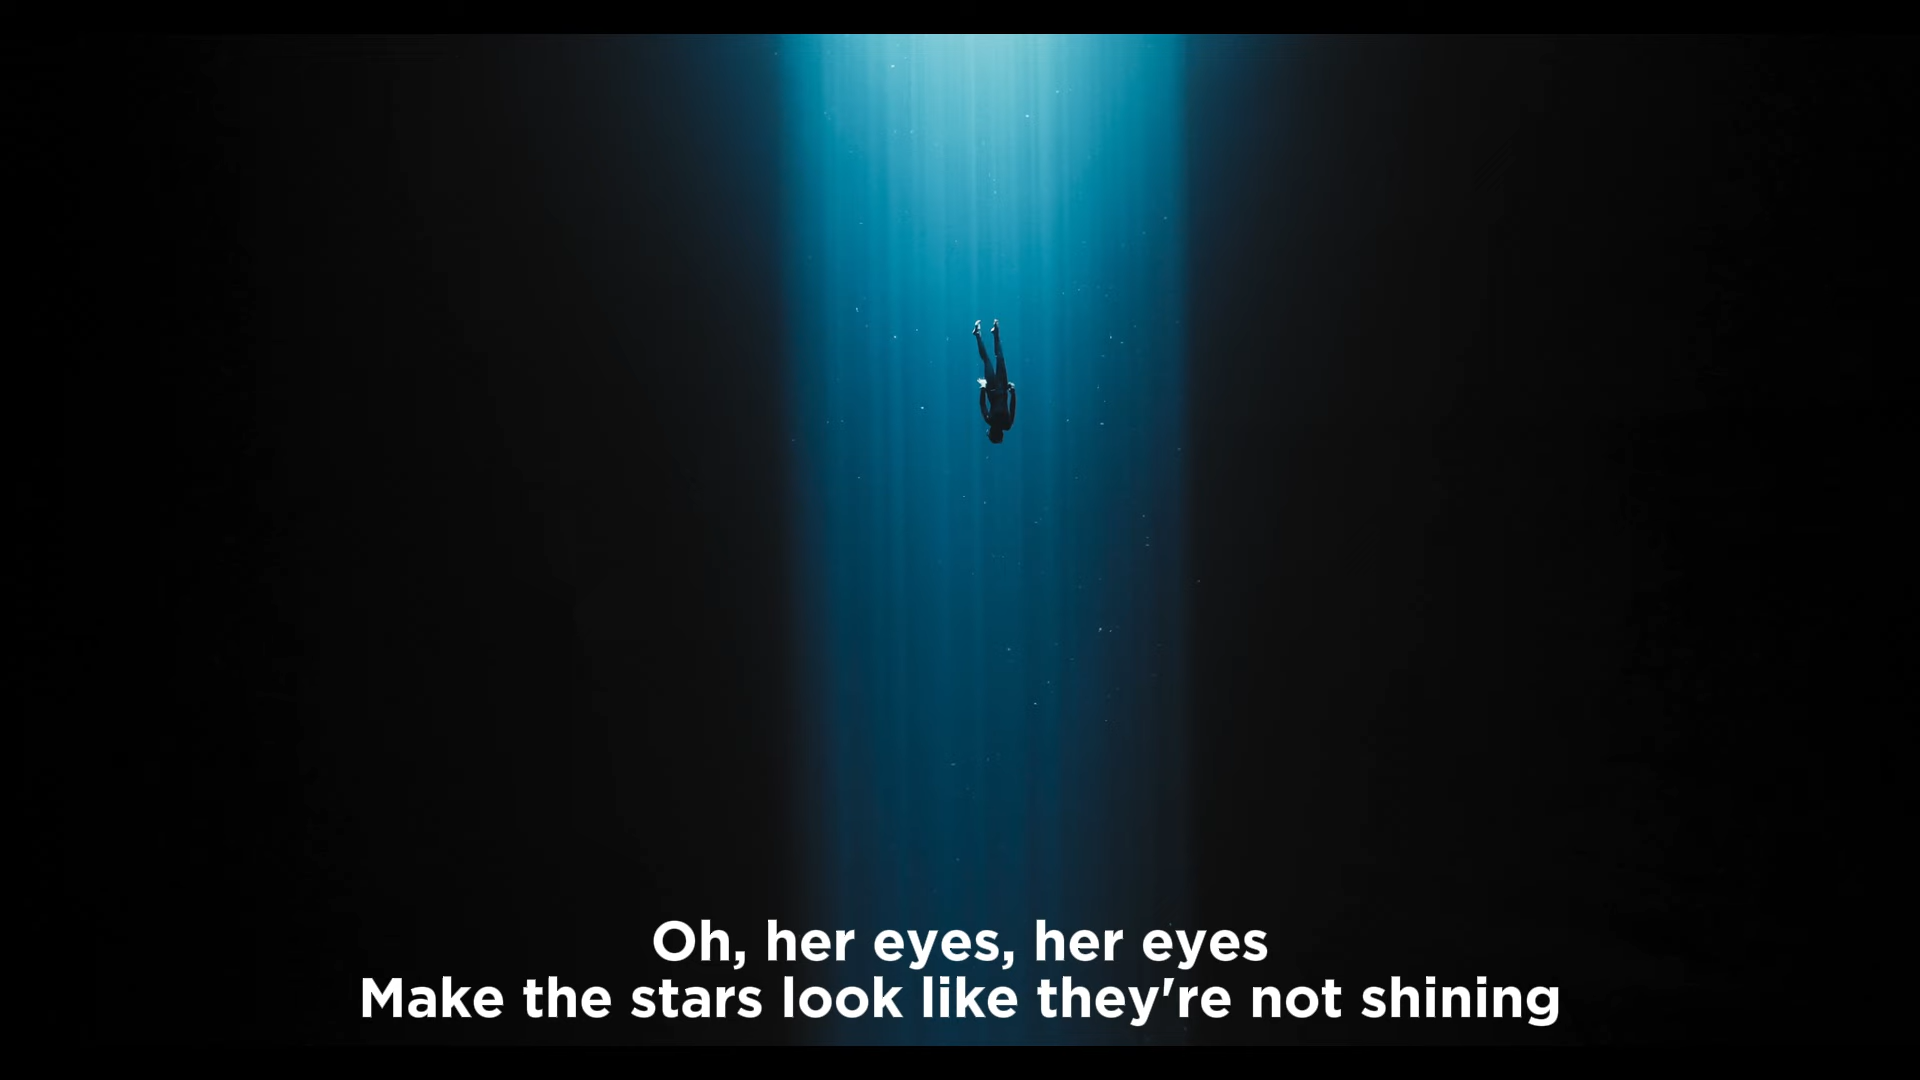 Oh, her eyes, her eyes
Make the stars look like they're not shining